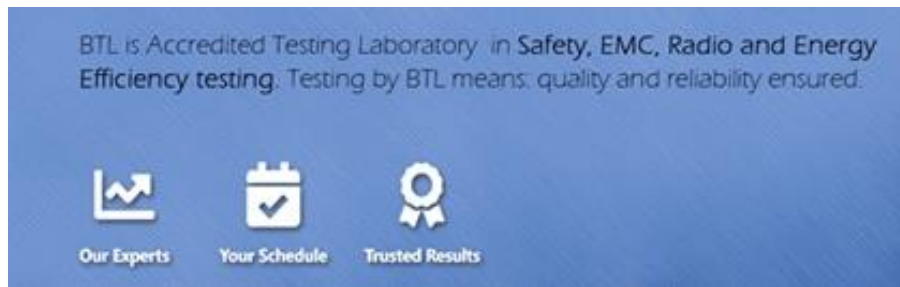 BTL is Accredited Testing Laboratory in Safety, EMC, Radio and Energy
Efficiency testing. Testing by BTL means: quality and reliability ensured.
Our Experts
Your Schedule
Trusted Results